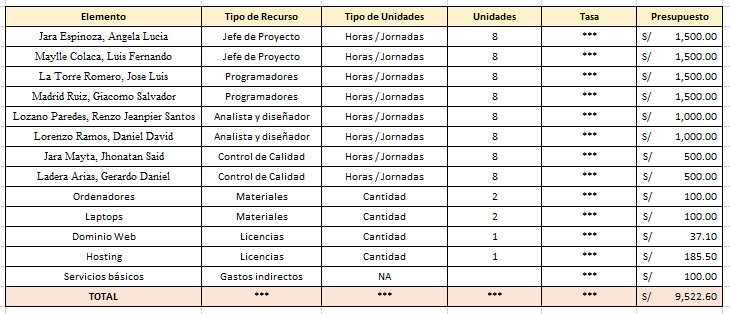 Elemento Tipo de Recurso Tipo de Unidades Unidades Tasa Presupuesto
Jara Espinoza, Angela Lucia Jefe de Proyecto Horas / Jornadas 8 *** S/ 1,500.00
Maylle Colaca, Luis Fernando Jefe de Proyecto Horas / Jornadas 8 *** S/ 1,500.00
La Torre Romero, Jose Luis Programadores Horas / Jornadas 8 *** S/ 1,500.00
Madrid Ruiz, Giacomo Salvador Programadores Horas / Jornadas 8 *** S/ 1,500.00
Lozano Paredes, Renzo Jeanpier Santos Analista y diseñador Horas / Jornadas 8 *** S/ 1,000.00
Lorenzo Ramos, Daniel David Analista y diseñador Horas / Jornadas 8 *** S/ 1,000.00
Jara Mayta, Jhonatan Said Control de Calidad Horas / Jornadas 8 *** S/ 500.00
Ladera Arias, Gerardo Daniel Control de Calidad Horas / Jornadas 8 *** S/ 500.00
Ordenadores Materiales Cantidad 2 *** S/ 100.00
Laptops Materiales Cantidad 2 *** S/ 100.00
Dominio Web Licencias Cantidad 1 *** S/ 37.10
Hosting Licencias Cantidad 1 *** S/ 185.50
Servicios básicos Gastos indirectos NA *** S/ 100.00
TOTAL *** *** *** *** S/ 9,522.60